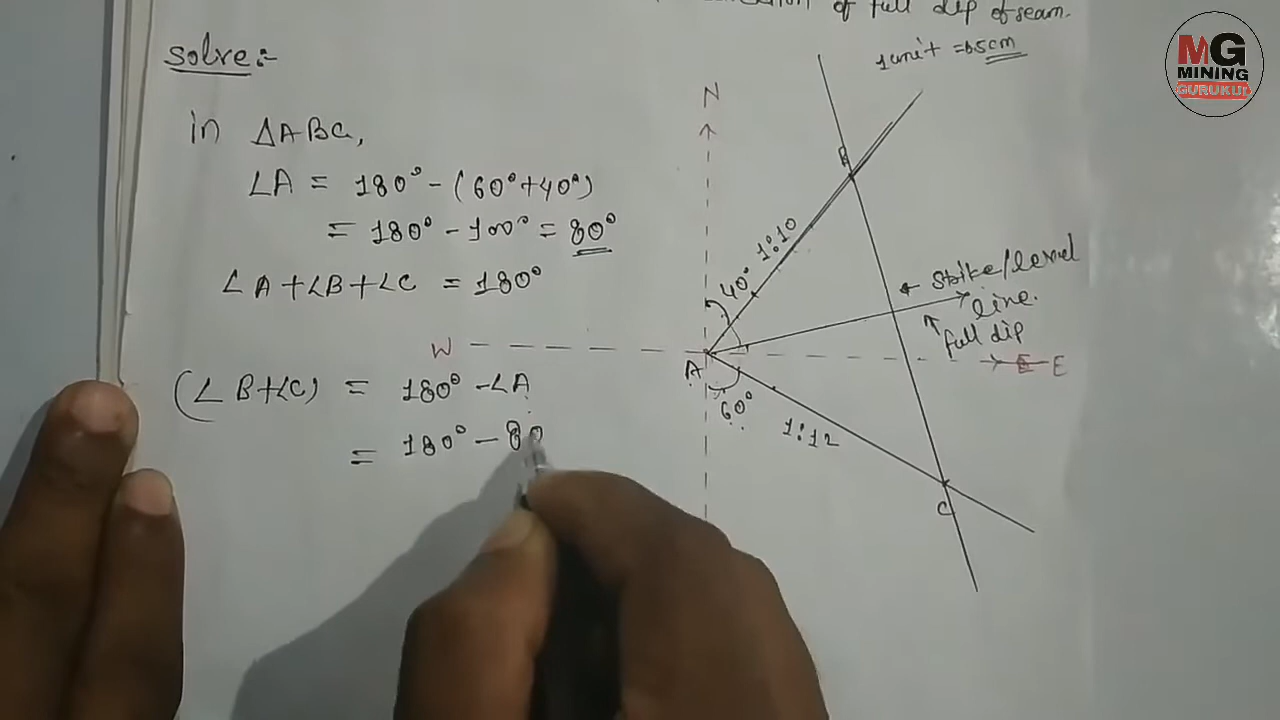 of full dip of seam.
Solve:-
1 unit = 0.5cm
MG
MINING
GURUKUL
N
in ΔABC,
B
∠A = 180° - (60°+40°)
= 180° - 100° = 80°
40° 1:10
∠A+∠B+∠C = 180°
← strike/level
line.
full dip
W
A
E E
(∠B+∠C) = 180° - ∠A
60°
1:12
= 180° - 80
C